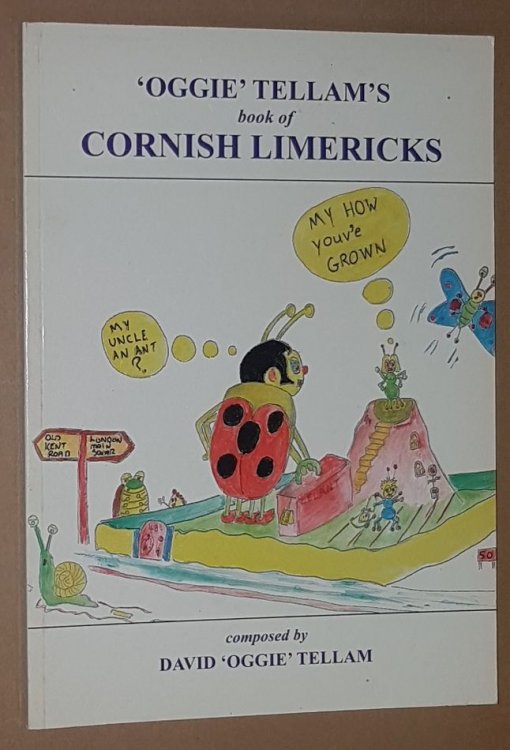 ‘OGGIE’ TELLAM’S
book of
CORNISH LIMERICKS
MY HOW
youv'e
GROWN
MY
UNCLE
AN ANT
?
OLD
KENT
ROAD
LONDON
MAIN
50
composed by
DAVID ‘OGGIE’ TELLAM